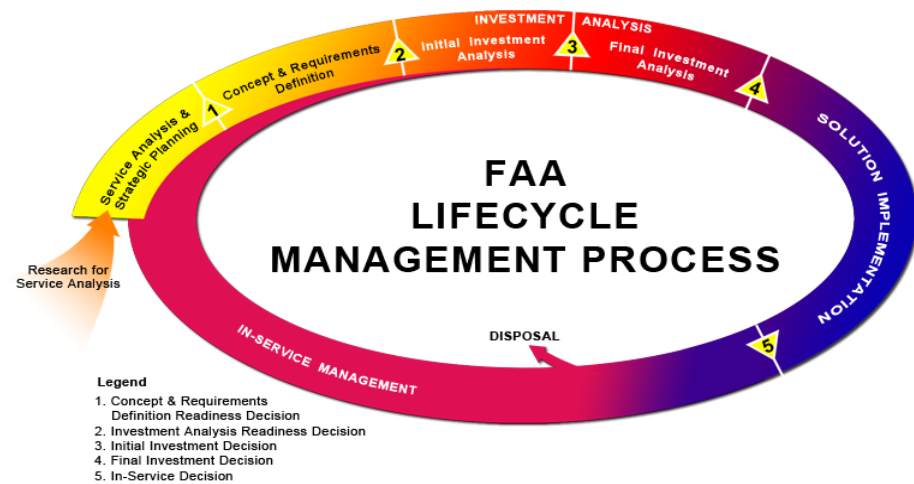 INVESTMENT ANALYSIS
Service Analysis &
Strategic Planning
1
Concept & Requirements
Definition
2
Initial Investment
Analysis
3
Final Investment
Analysis
4
SOLUTION IMPLEMENTATION
5
IN-SERVICE MANAGEMENT
DISPOSAL
Research for
Service Analysis
FAA
LIFECYCLE
MANAGEMENT PROCESS
Legend
1. Concept & Requirements
Definition Readiness Decision
2. Investment Analysis Readiness Decision
3. Initial Investment Decision
4. Final Investment Decision
5. In-Service Decision